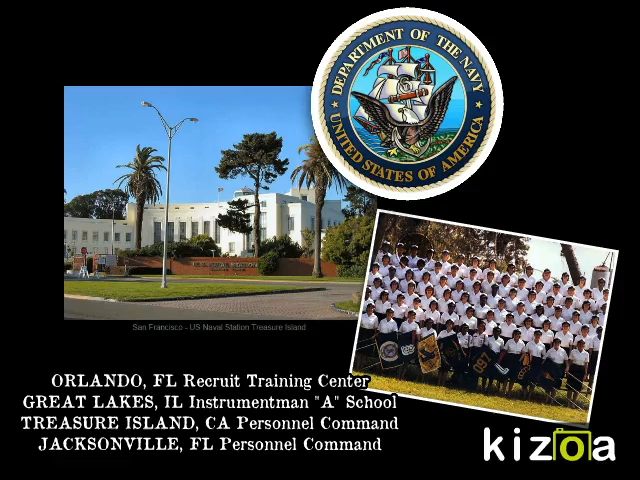 DEPARTMENT OF THE NAVY
UNITED STATES OF AMERICA
San Francisco - US Naval Station Treasure Island
097
ORLANDO, FL Recruit Training Center
GREAT LAKES, IL Instrumentman "A" School
TREASURE ISLAND, CA Personnel Command
JACKSONVILLE, FL Personnel Command
kizoa